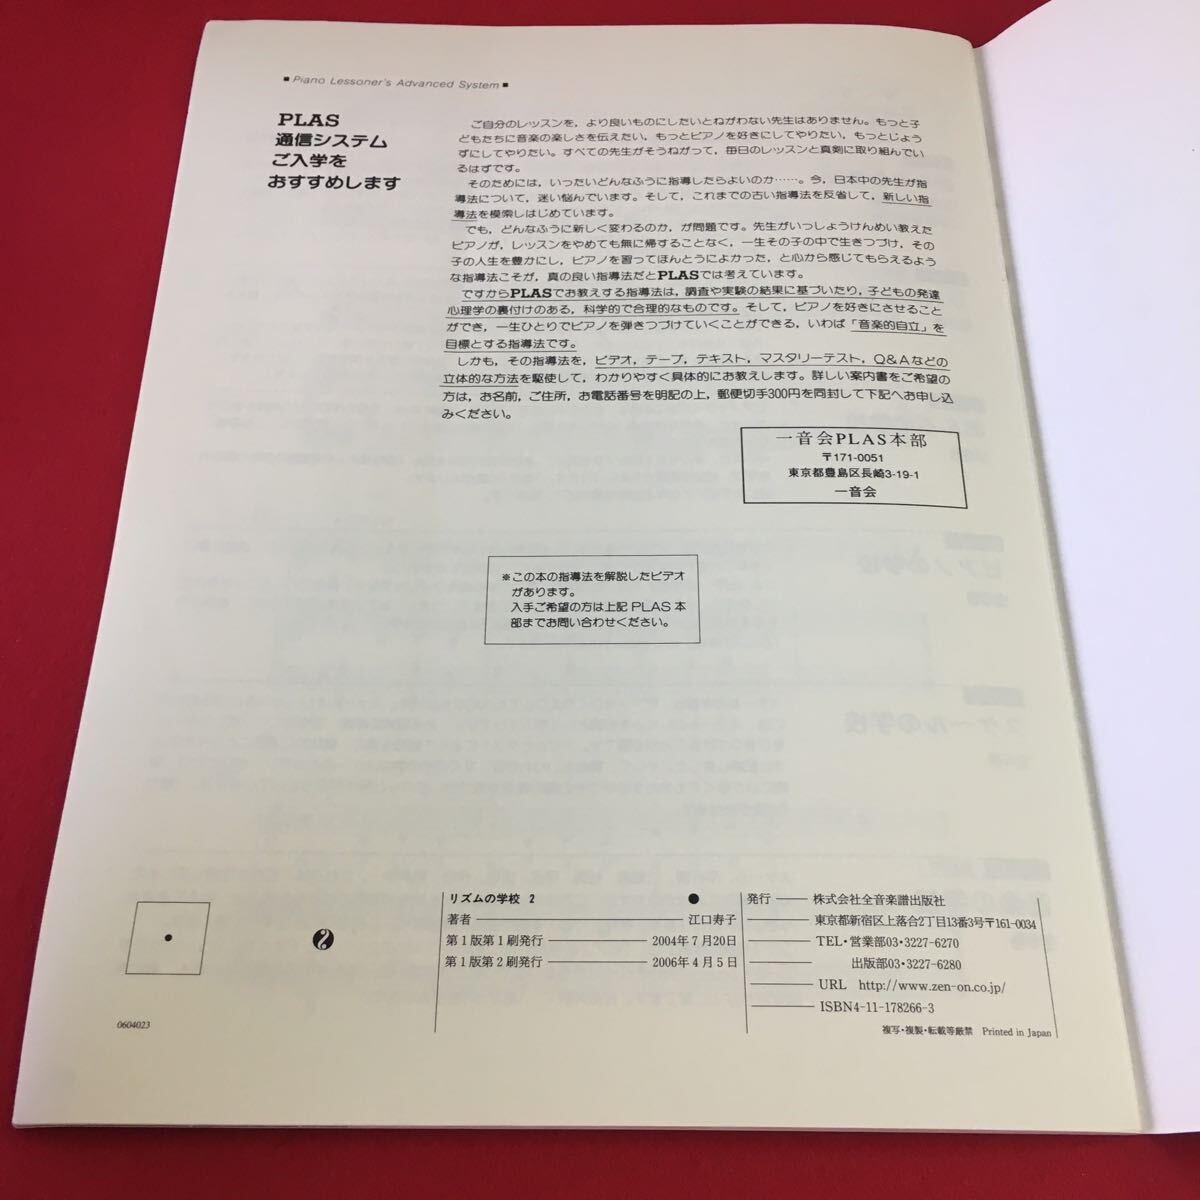 ■ Piano Lessoner's Advanced System ■
PLAS
通信システム
ご入学を
おすすめします
ご自分のレッスンを，より良いものにしたいとねがわない先生はありません。もっと子
どもたちに音楽の楽しさを伝えたい，もっとピアノを好きにしてやりたい，もっとじょう
ずにしてやりたい。すべての先生がそうねがって，毎日のレッスンと真剣に取り組んでい
るはずです。
そのためには，いったいどんなふうに指導したらよいのか……。今，日本中の先生が指
導法について，迷い悩んでいます。そして，これまでの古い指導法を反省して，新しい指
導法を模索しはじめています。
でも，どんなふうに新しく変わるのか，が問題です。先生がいっしょうけんめい教えた
ピアノが，レッスンをやめても無に帰することなく，一生その子の中で生きつづけ，その
子の人生を豊かにし，ピアノを習ってほんとうによかった，と心から感じてもらえるよう
な指導法こそが，真の良い指導法だとPLASでは考えています。
ですからPLASでお教えする指導法は，調査や実験の結果に基づいたり，子どもの発達
心理学の裏付けのある，科学的で合理的なものです。そして，ピアノを好きにさせること
ができ，一生ひとりでピアノを弾きつづけていくことができる，いわば「音楽的自立」を
目標とする指導法です。
しかも，その指導法を，ビデオ，テープ，テキスト，マスタリーテスト，Q&Aなどの
立体的な方法を駆使して，わかりやすく具体的にお教えします。詳しい案内書をご希望の
方は，お名前，ご住所，お電話番号を明記の上，郵便切手300円を同封して下記へお申し込
みください。
一音会PLAS本部
〒171-0051
東京都豊島区長崎3-19-1
一音会
※この本の指導法を解説したビデオ
があります。
入手ご希望の方は上記 PLAS 本
部までお問い合わせください。
リズムの学校 2 ●
著者 江口寿子
第1版第1刷発行 2004年7月20日
第1版第2刷発行 2006年4月5日
発行 株式会社全音楽譜出版社
東京都新宿区上落合2丁目13番3号〒161-0034
TEL・営業部03・3227-6270
出版部03・3227-6280
URL http://www.zen-on.co.jp/
ISBN4-11-178266-3
複写・複製・転載等厳禁 Printed in Japan
0604023